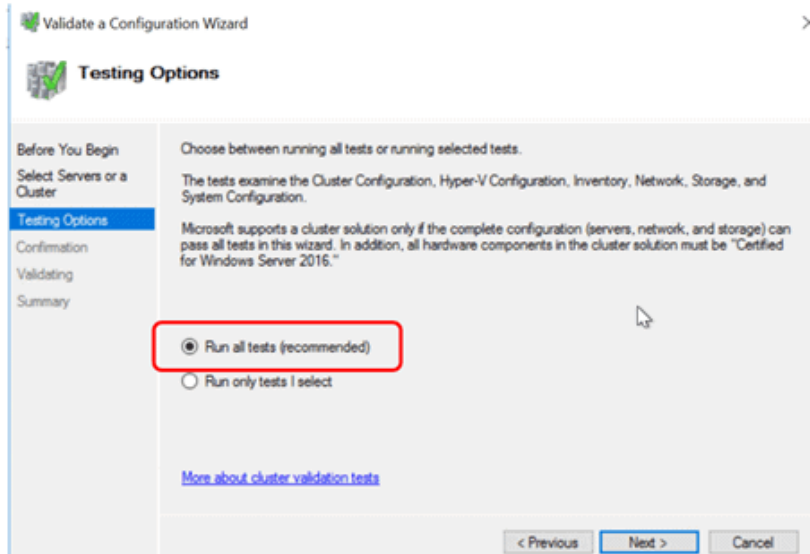 Validate a Configuration Wizard
Testing Options
Before You Begin
Select Servers or a
Cluster
Testing Options
Confirmation
Validating
Summary
Choose between running all tests or running selected tests.
The tests examine the Cluster Configuration, Hyper-V Configuration, Inventory, Network, Storage, and
System Configuration.
Microsoft supports a cluster solution only if the complete configuration (servers, network, and storage) can
pass all tests in this wizard. In addition, all hardware components in the cluster solution must be "Certified
for Windows Server 2016."
Run all tests (recommended)
Run only tests I select
More about cluster validation tests
< Previous
Next >
Cancel